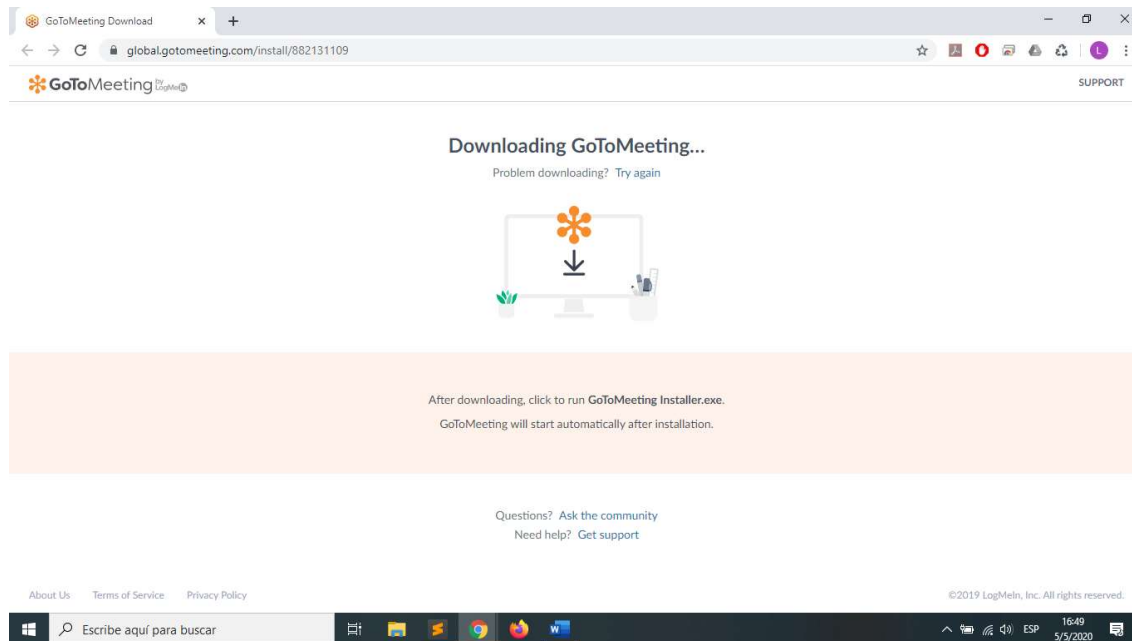 GoToMeeting Download
global.gotomeeting.com/install/882131109
L
GoToMeeting by LogMeIn
SUPPORT
Downloading GoToMeeting...
Problem downloading? Try again
After downloading, click to run GoToMeeting Installer.exe.
GoToMeeting will start automatically after installation.
Questions? Ask the community
Need help? Get support
About Us Terms of Service Privacy Policy
©2019 LogMeIn, Inc. All rights reserved.
Escribe aquí para buscar
ESP
16:49
5/5/2020